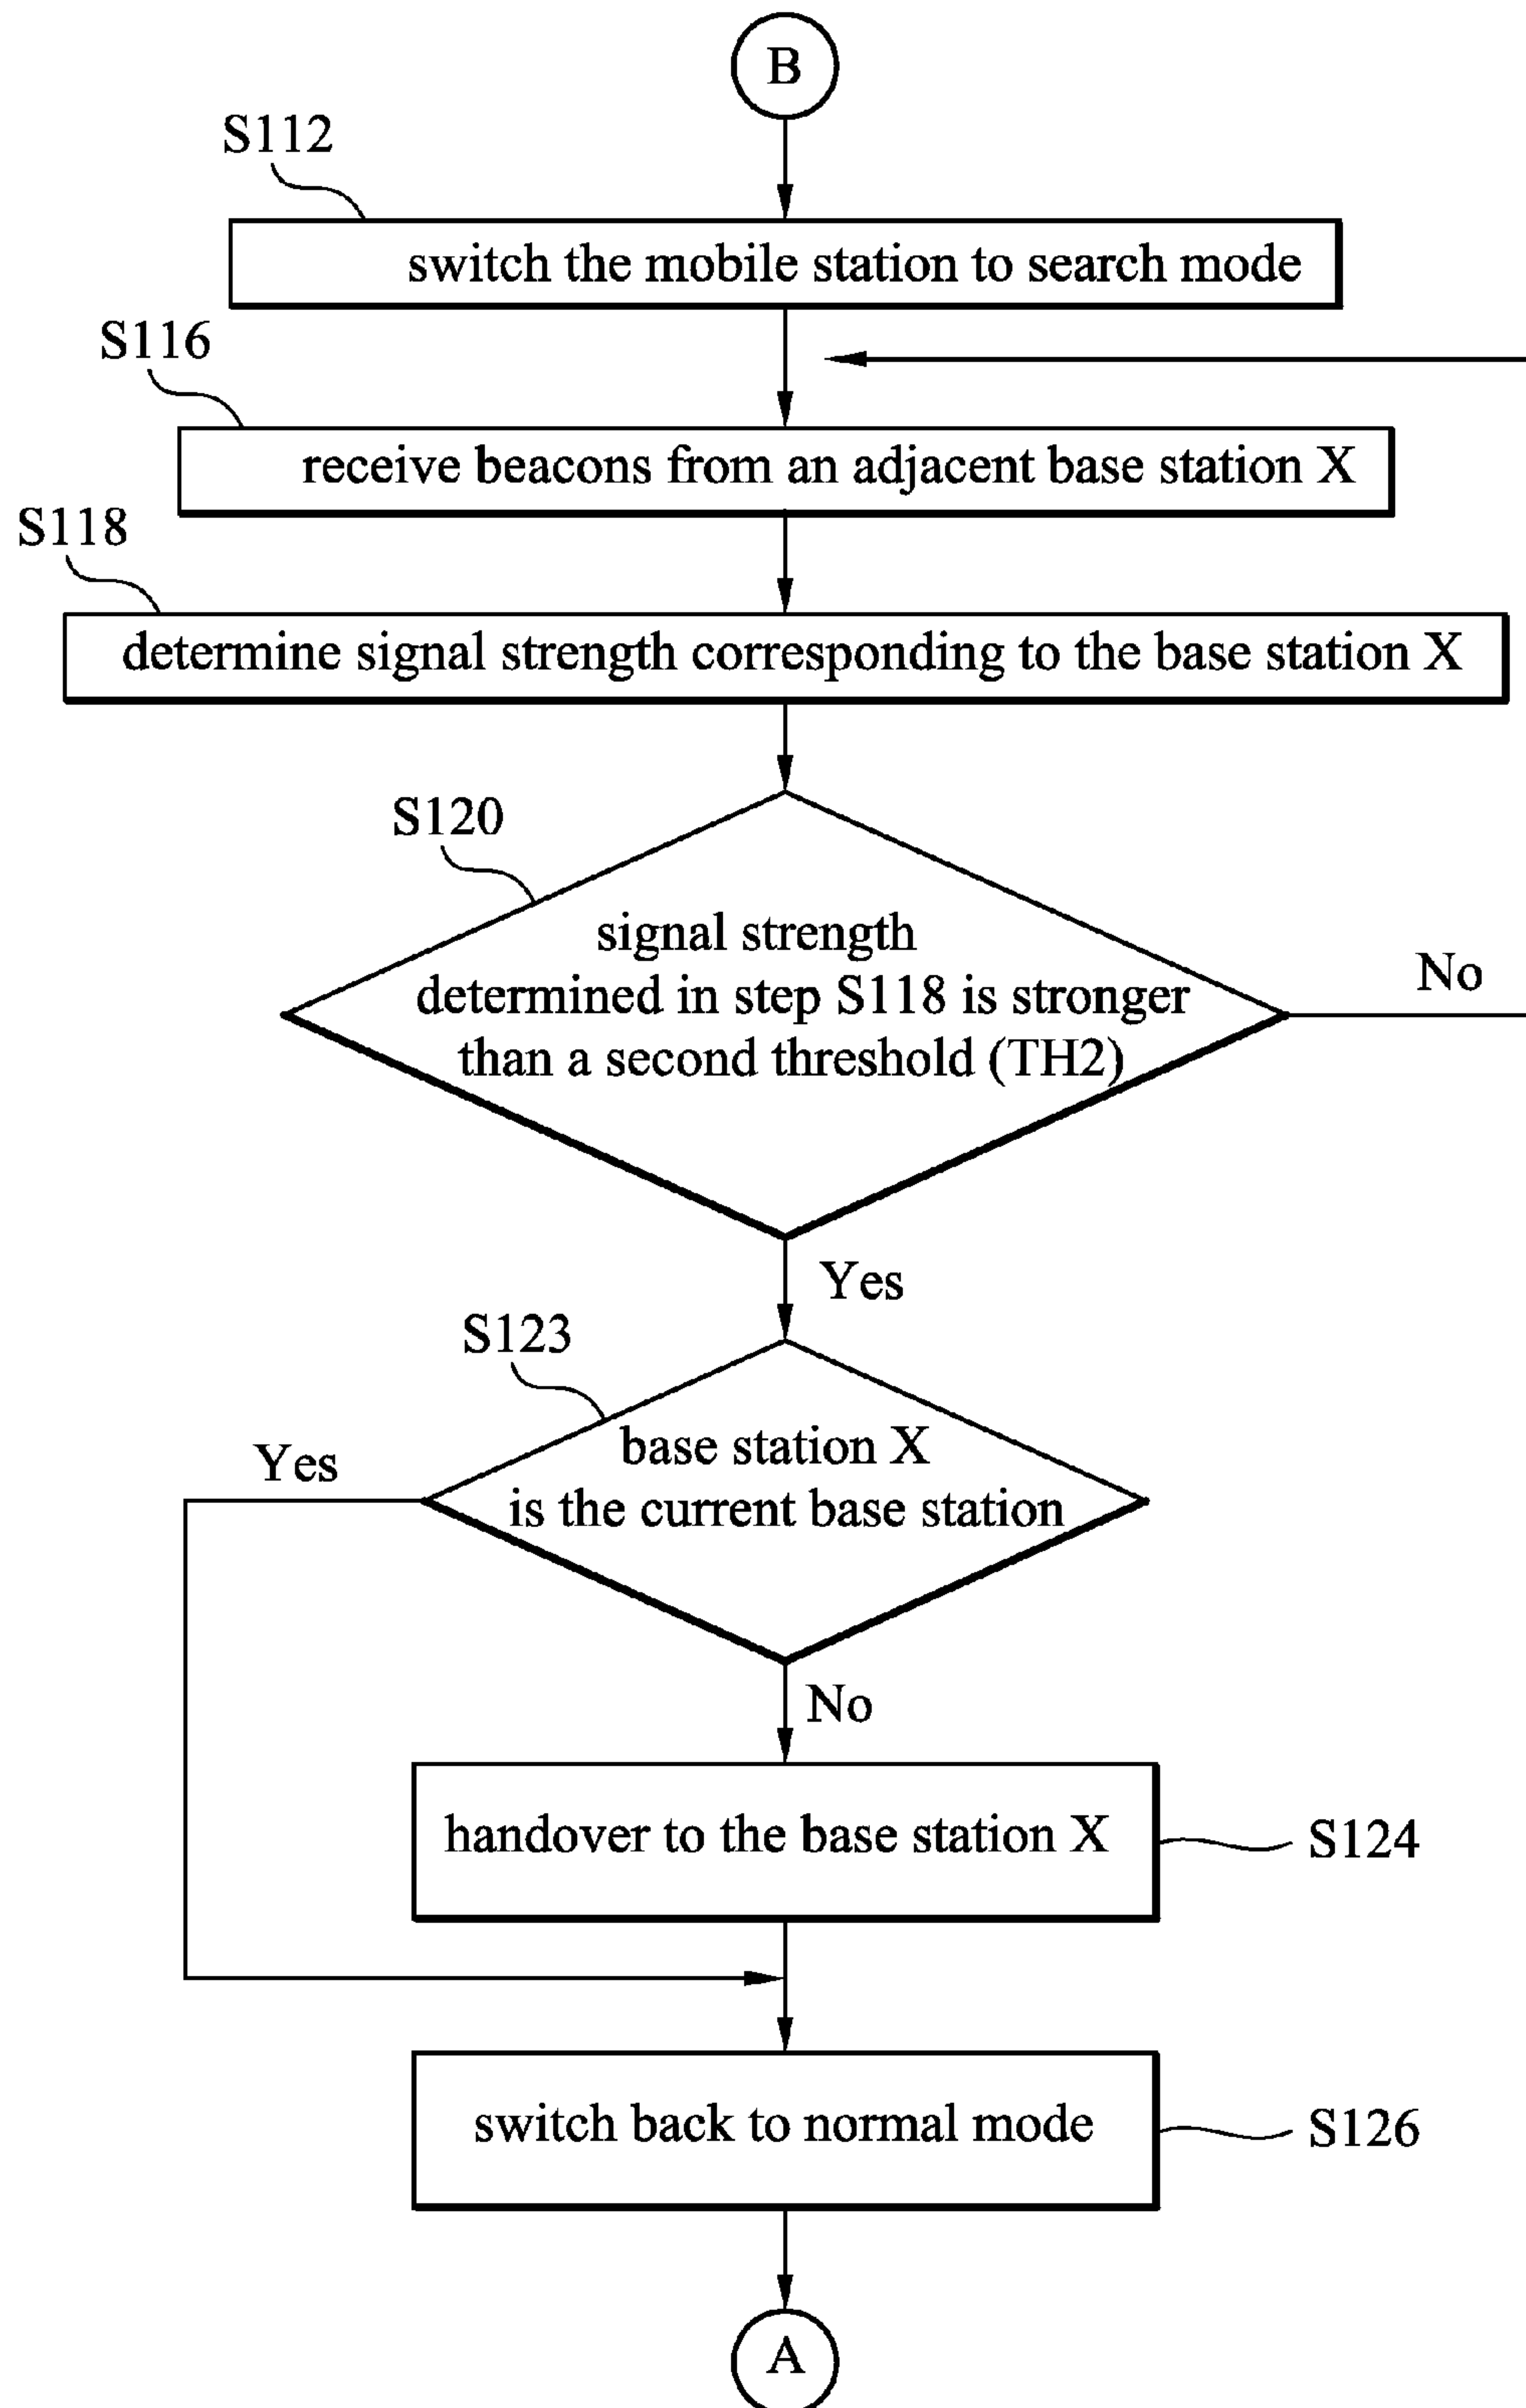 B
S112
switch the mobile station to search mode
S116
receive beacons from an adjacent base station X
S118
determine signal strength corresponding to the base station X
S120
signal strength
determined in step S118 is stronger
than a second threshold (TH2)
No
Yes
S123
base station X
is the current base station
Yes
No
handover to the base station X
S124
switch back to normal mode
S126
A